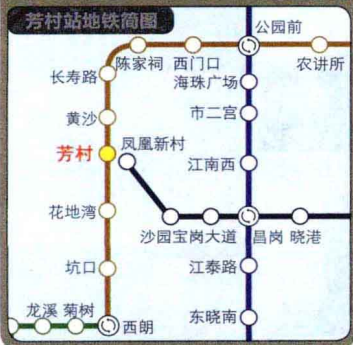 芳村站地铁简图
公园前
陈家祠 西门口
农讲所
长寿路
海珠广场
黄沙
市二宫
芳村
凤凰新村
江南西
花地湾
沙园 宝岗大道 昌岗 晓港
坑口
江泰路
龙溪 菊树
西朗
东晓南